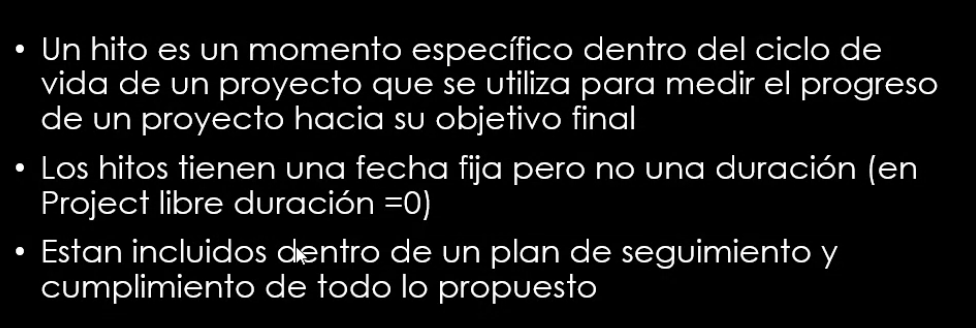 • Un hito es un momento específico dentro del ciclo de
vida de un proyecto que se utiliza para medir el progreso
de un proyecto hacia su objetivo final
• Los hitos tienen una fecha fija pero no una duración (en
Project libre duración =0)
• Estan incluidos dentro de un plan de seguimiento y
cumplimiento de todo lo propuesto